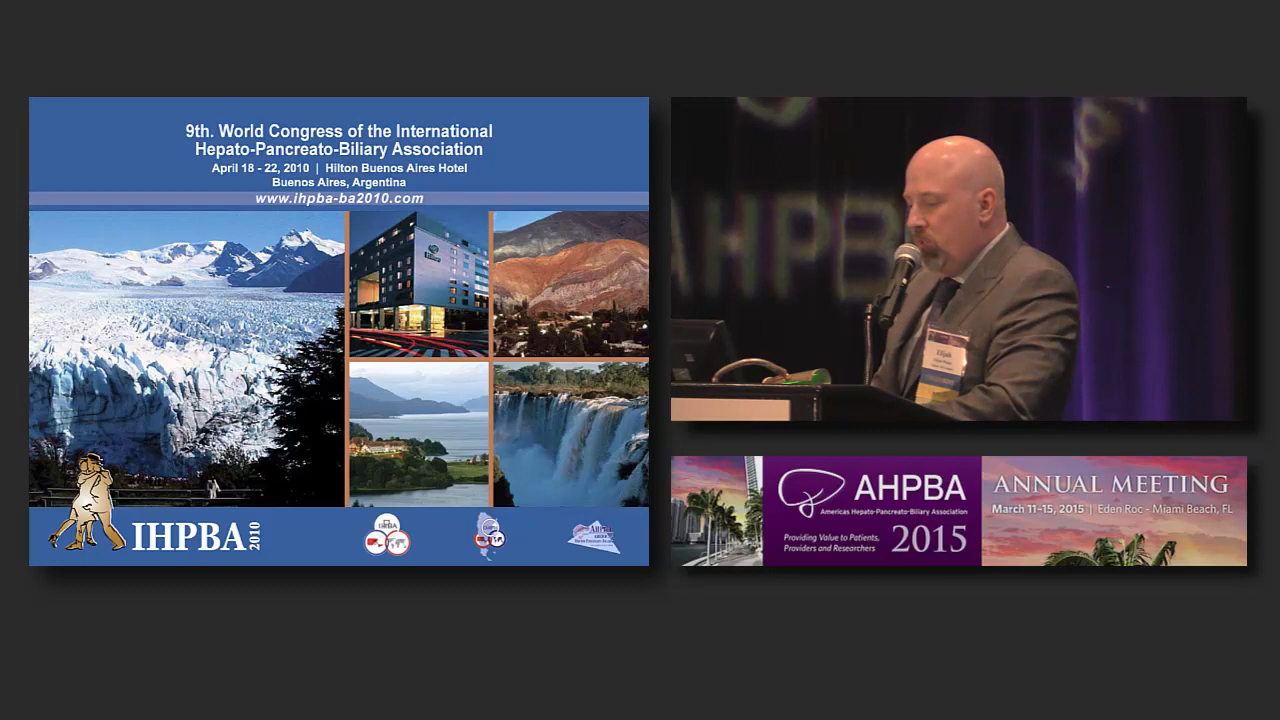 9th. World Congress of the International
Hepato-Pancreato-Biliary Association
April 18 - 22, 2010 | Hilton Buenos Aires Hotel
Buenos Aires, Argentina
www.ihpba-ba2010.com
IHPBA 2010
AHPB
Elijah
AHPBA
Americas Hepato-Pancreato-Biliary Association
Providing Value to Patients,
Providers and Researchers
2015
ANNUAL MEETING
March 11-15, 2015 | Eden Roc - Miami Beach, FL